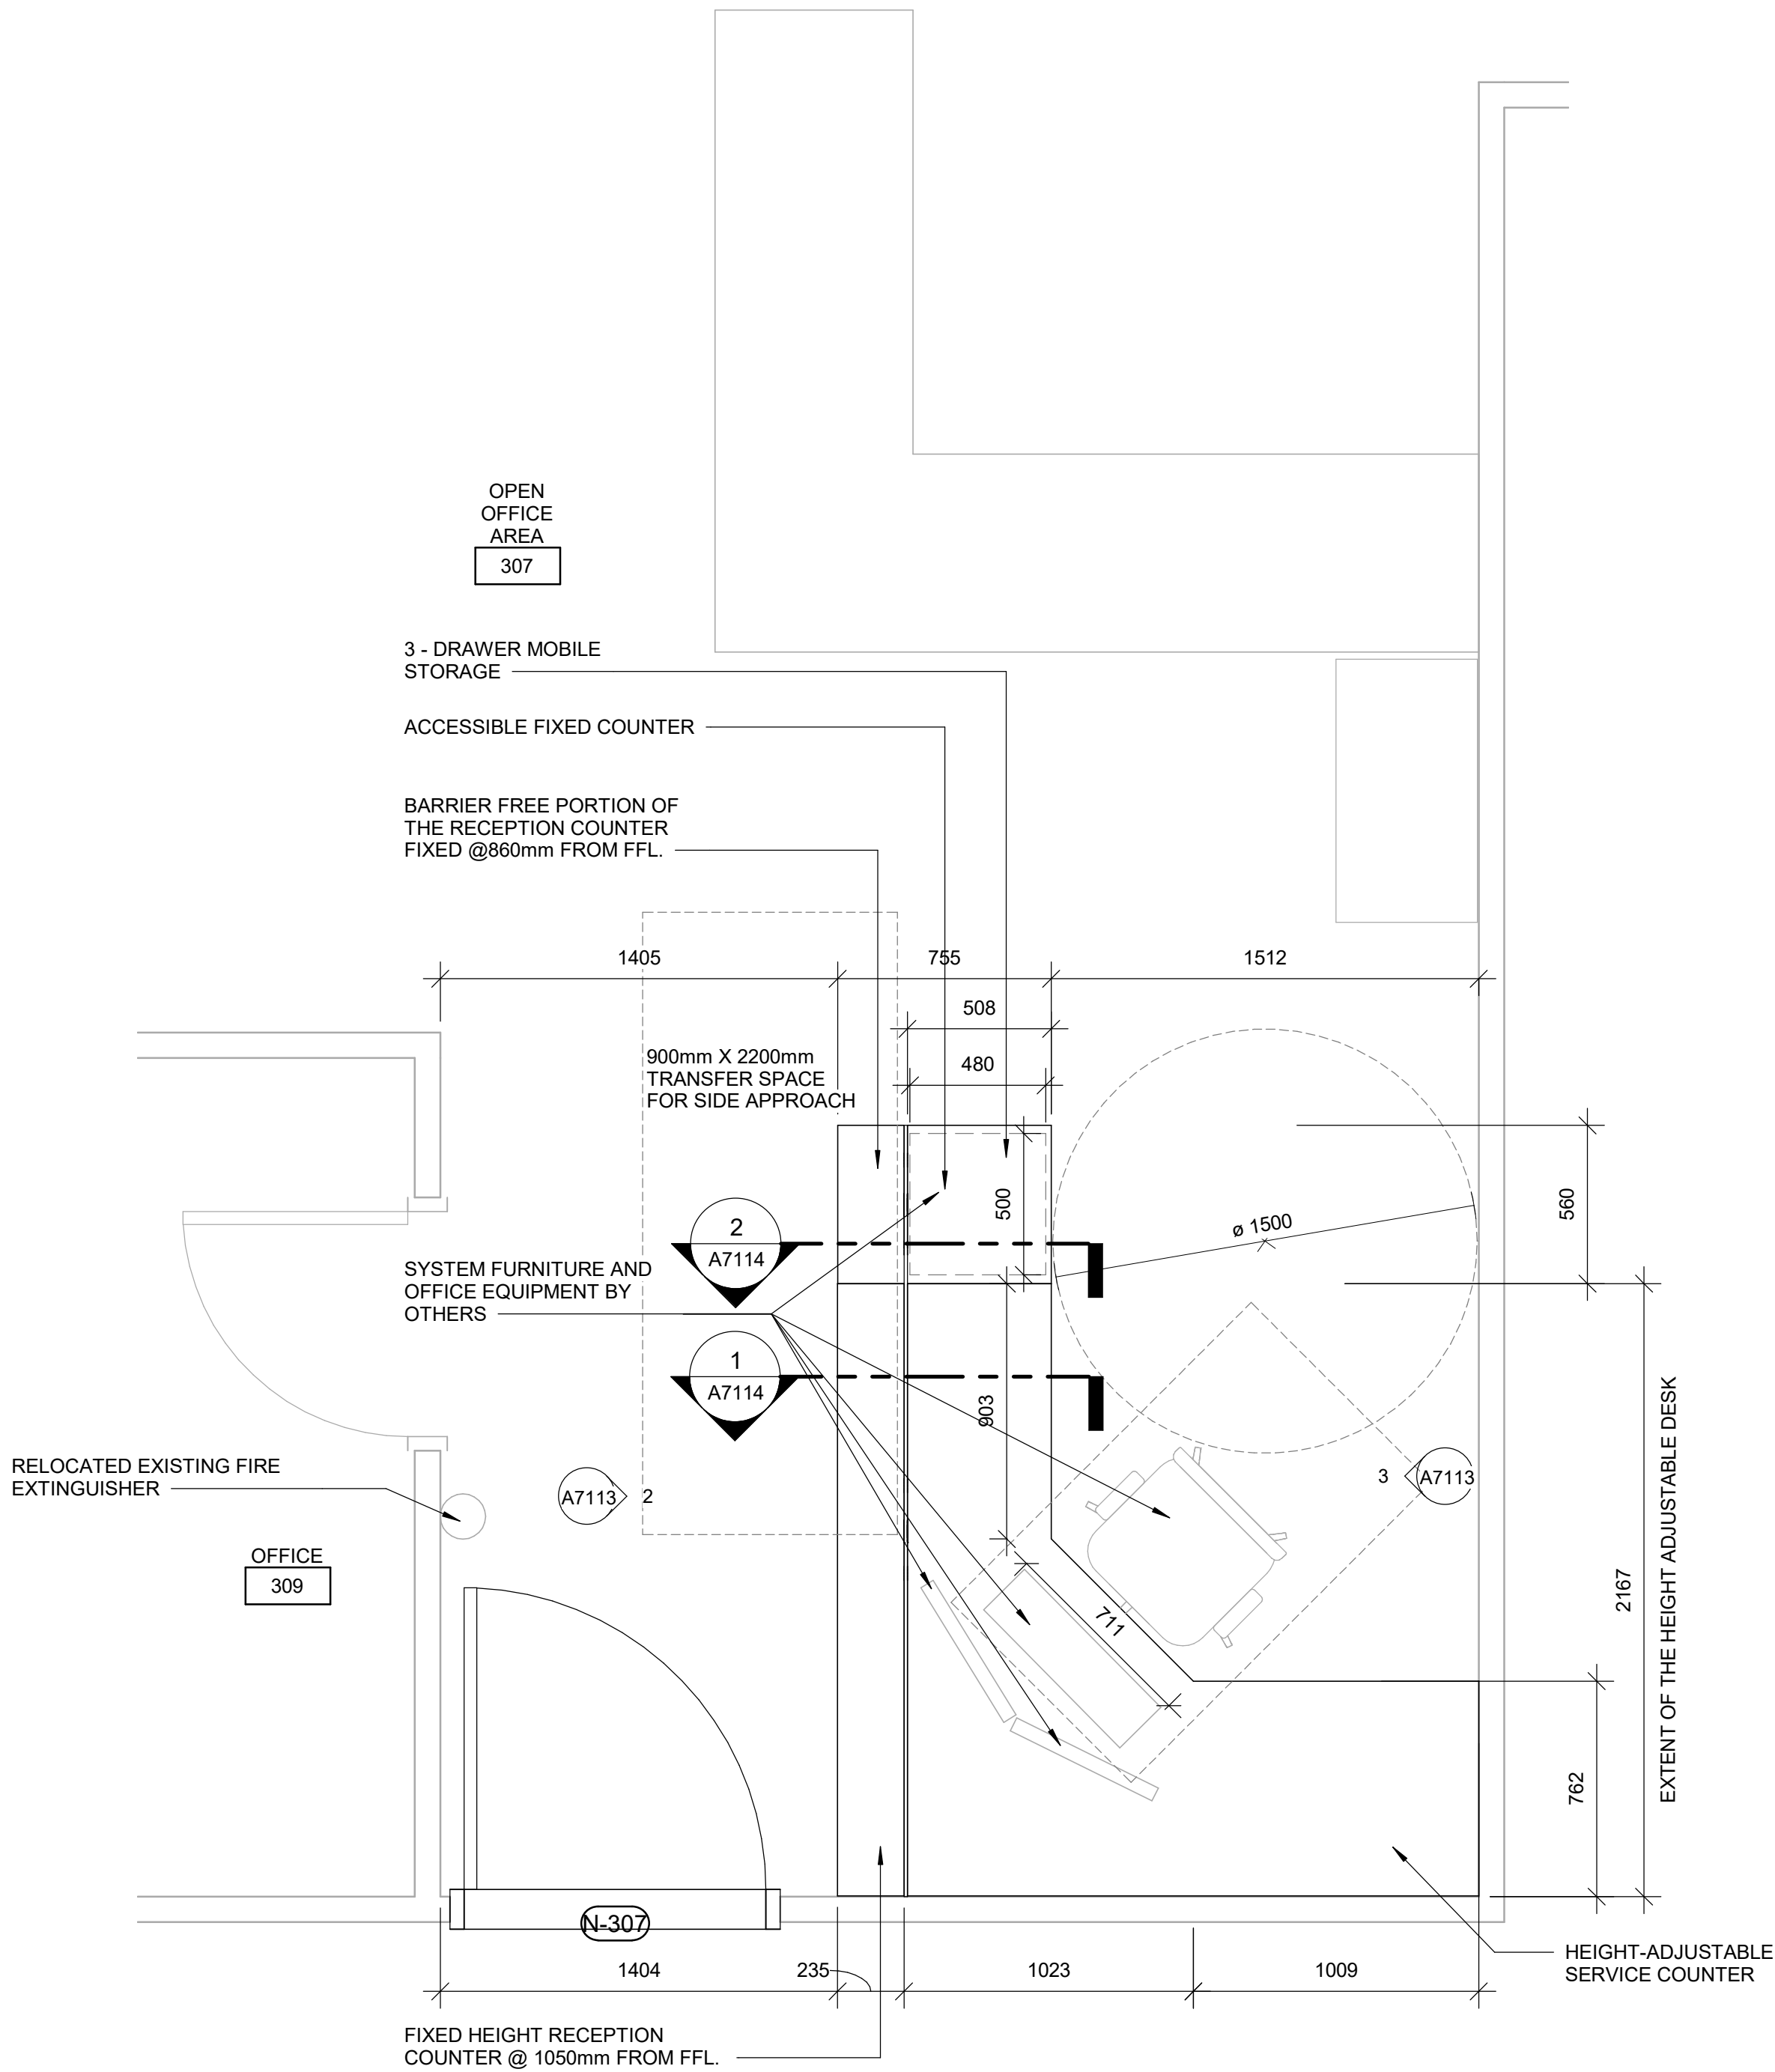 OPEN
OFFICE
AREA
307
3 - DRAWER MOBILE
STORAGE
ACCESSIBLE FIXED COUNTER
BARRIER FREE PORTION OF
THE RECEPTION COUNTER
FIXED @860mm FROM FFL.
1405
755
1512
508
480
900mm X 2200mm
TRANSFER SPACE
FOR SIDE APPROACH
500
560
ø 1500
2
A7114
SYSTEM FURNITURE AND
OFFICE EQUIPMENT BY
OTHERS
1
A7114
903
RELOCATED EXISTING FIRE
EXTINGUISHER
A7113
2
3
A7113
OFFICE
309
711
2167
EXTENT OF THE HEIGHT ADJUSTABLE DESK
762
N-307
1404
235
1023
1009
HEIGHT-ADJUSTABLE
SERVICE COUNTER
FIXED HEIGHT RECEPTION
COUNTER @ 1050mm FROM FFL.